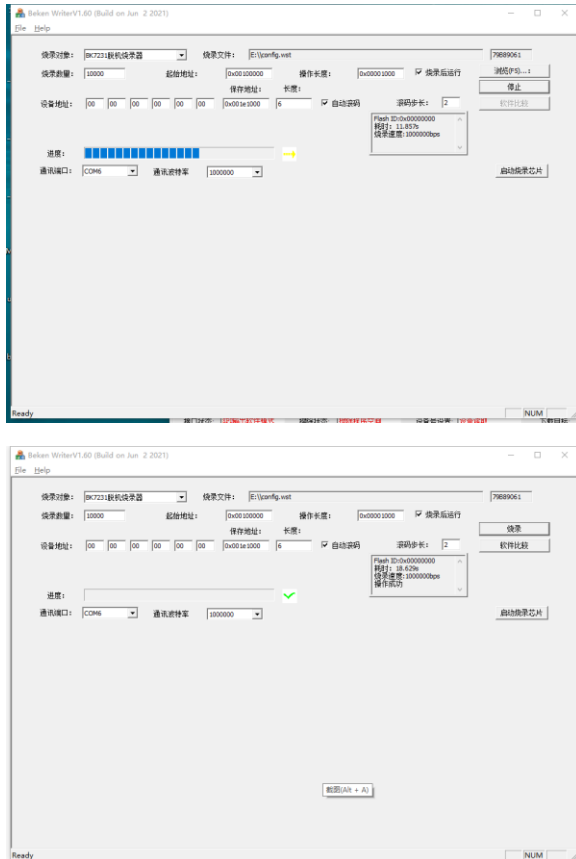 Beken WriterV1.60 (Build on Jun 2 2021)
File Help
烧录对象: BK7231脱机烧录器 烧录文件: E:\\config.wst 79B89061
烧录数量: 10000 起始地址: 0x00100000 操作长度: 0x00001000 烧录后运行 浏览(FS)...:
保存地址: 长度: 停止
设备地址: 00 00 00 00 00 00 0x001e1000 6 自动滚码 滚码步长: 2 软件比较
Flash ID:0x00000000
耗时: 11.857s
烧录速度:1000000bps
进度:
通讯端口: COM6 通讯波特率 1000000 启动烧录芯片
Ready NUM
Beken WriterV1.60 (Build on Jun 2 2021)
File Help
烧录对象: BK7231脱机烧录器 烧录文件: E:\\config.wst 79B89061
烧录数量: 10000 起始地址: 0x00100000 操作长度: 0x00001000 烧录后运行
保存地址: 长度: 烧录
设备地址: 00 00 00 00 00 00 0x001e1000 6 自动滚码 滚码步长: 2 软件比较
Flash ID:0x00000000
耗时: 18.629s
烧录速度:1000000bps
操作成功
进度:
通讯端口: COM6 通讯波特率 1000000 启动烧录芯片
截图(Alt + A)
Ready NUM